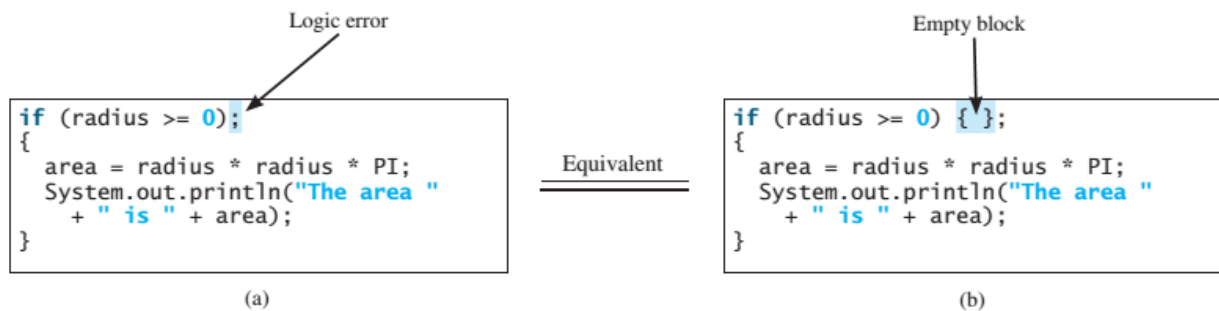 Logic error
Empty block
if (radius >= 0);
{
  area = radius * radius * PI;
  System.out.println("The area "
    + " is " + area);
}
(a)
Equivalent
if (radius >= 0) { };
{
  area = radius * radius * PI;
  System.out.println("The area "
    + " is " + area);
}
(b)